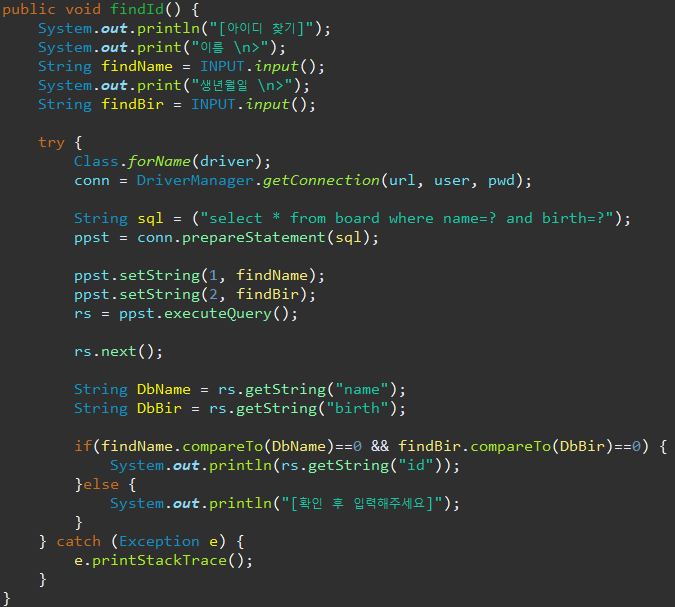 public void findId() {
System.out.println("[아이디 찾기]");
System.out.print("이름 \n>");
String findName = INPUT.input();
System.out.print("생년월일 \n>");
String findBir = INPUT.input();
try {
Class.forName(driver);
conn = DriverManager.getConnection(url, user, pwd);
String sql = ("select * from board where name=? and birth=?");
ppst = conn.prepareStatement(sql);
ppst.setString(1, findName);
ppst.setString(2, findBir);
rs = ppst.executeQuery();
rs.next();
String DbName = rs.getString("name");
String DbBir = rs.getString("birth");
if(findName.compareTo(DbName)==0 && findBir.compareTo(DbBir)==0) {
System.out.println(rs.getString("id"));
}else {
System.out.println("[확인 후 입력해주세요]");
}
} catch (Exception e) {
e.printStackTrace();
}
}